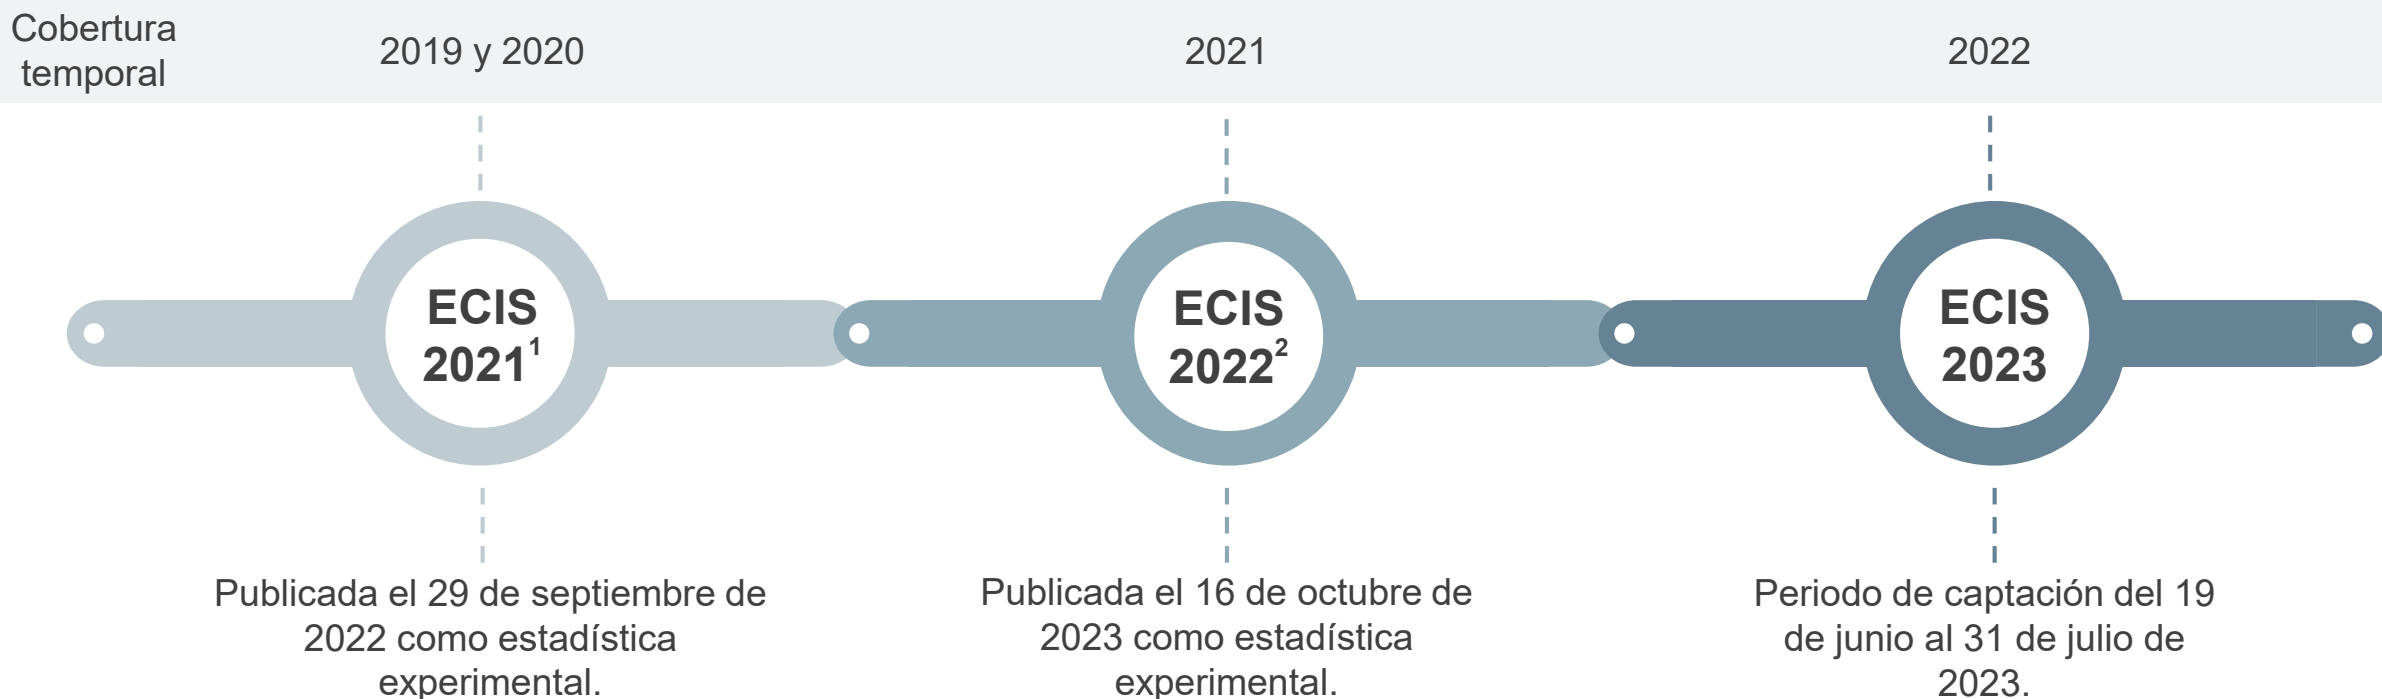 Cobertura
temporal
2019 y 2020
2021
2022
ECIS
2021¹
ECIS
2022²
ECIS
2023
Publicada el 29 de septiembre de
2022 como estadística
experimental.
Publicada el 16 de octubre de
2023 como estadística
experimental.
Periodo de captación del 19
de junio al 31 de julio de
2023.